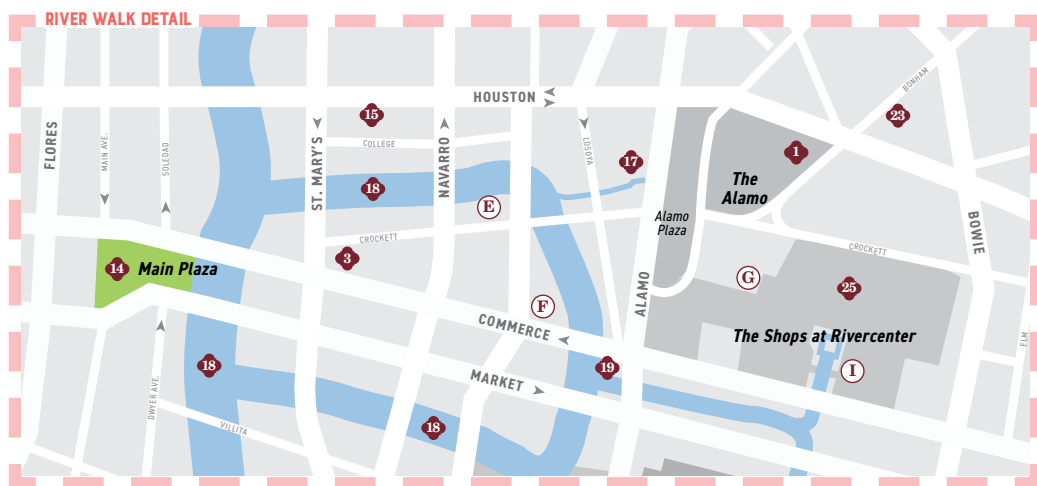 RIVER WALK DETAIL
HOUSTON
BONHAM
23
15
COLLEGE
FLORES
MAIN AVE.
SOLEDAD
ST. MARY'S
NAVARRO
LOSOYA
17
1
The
Alamo
18
E
Alamo
Plaza
BOWIE
CROCKETT
CROCKETT
3
14
Main Plaza
G
25
ALAMO
F
COMMERCE
The Shops at Rivercenter
ELM
18
19
I
MARKET
DWYER AVE.
VILLITA
18